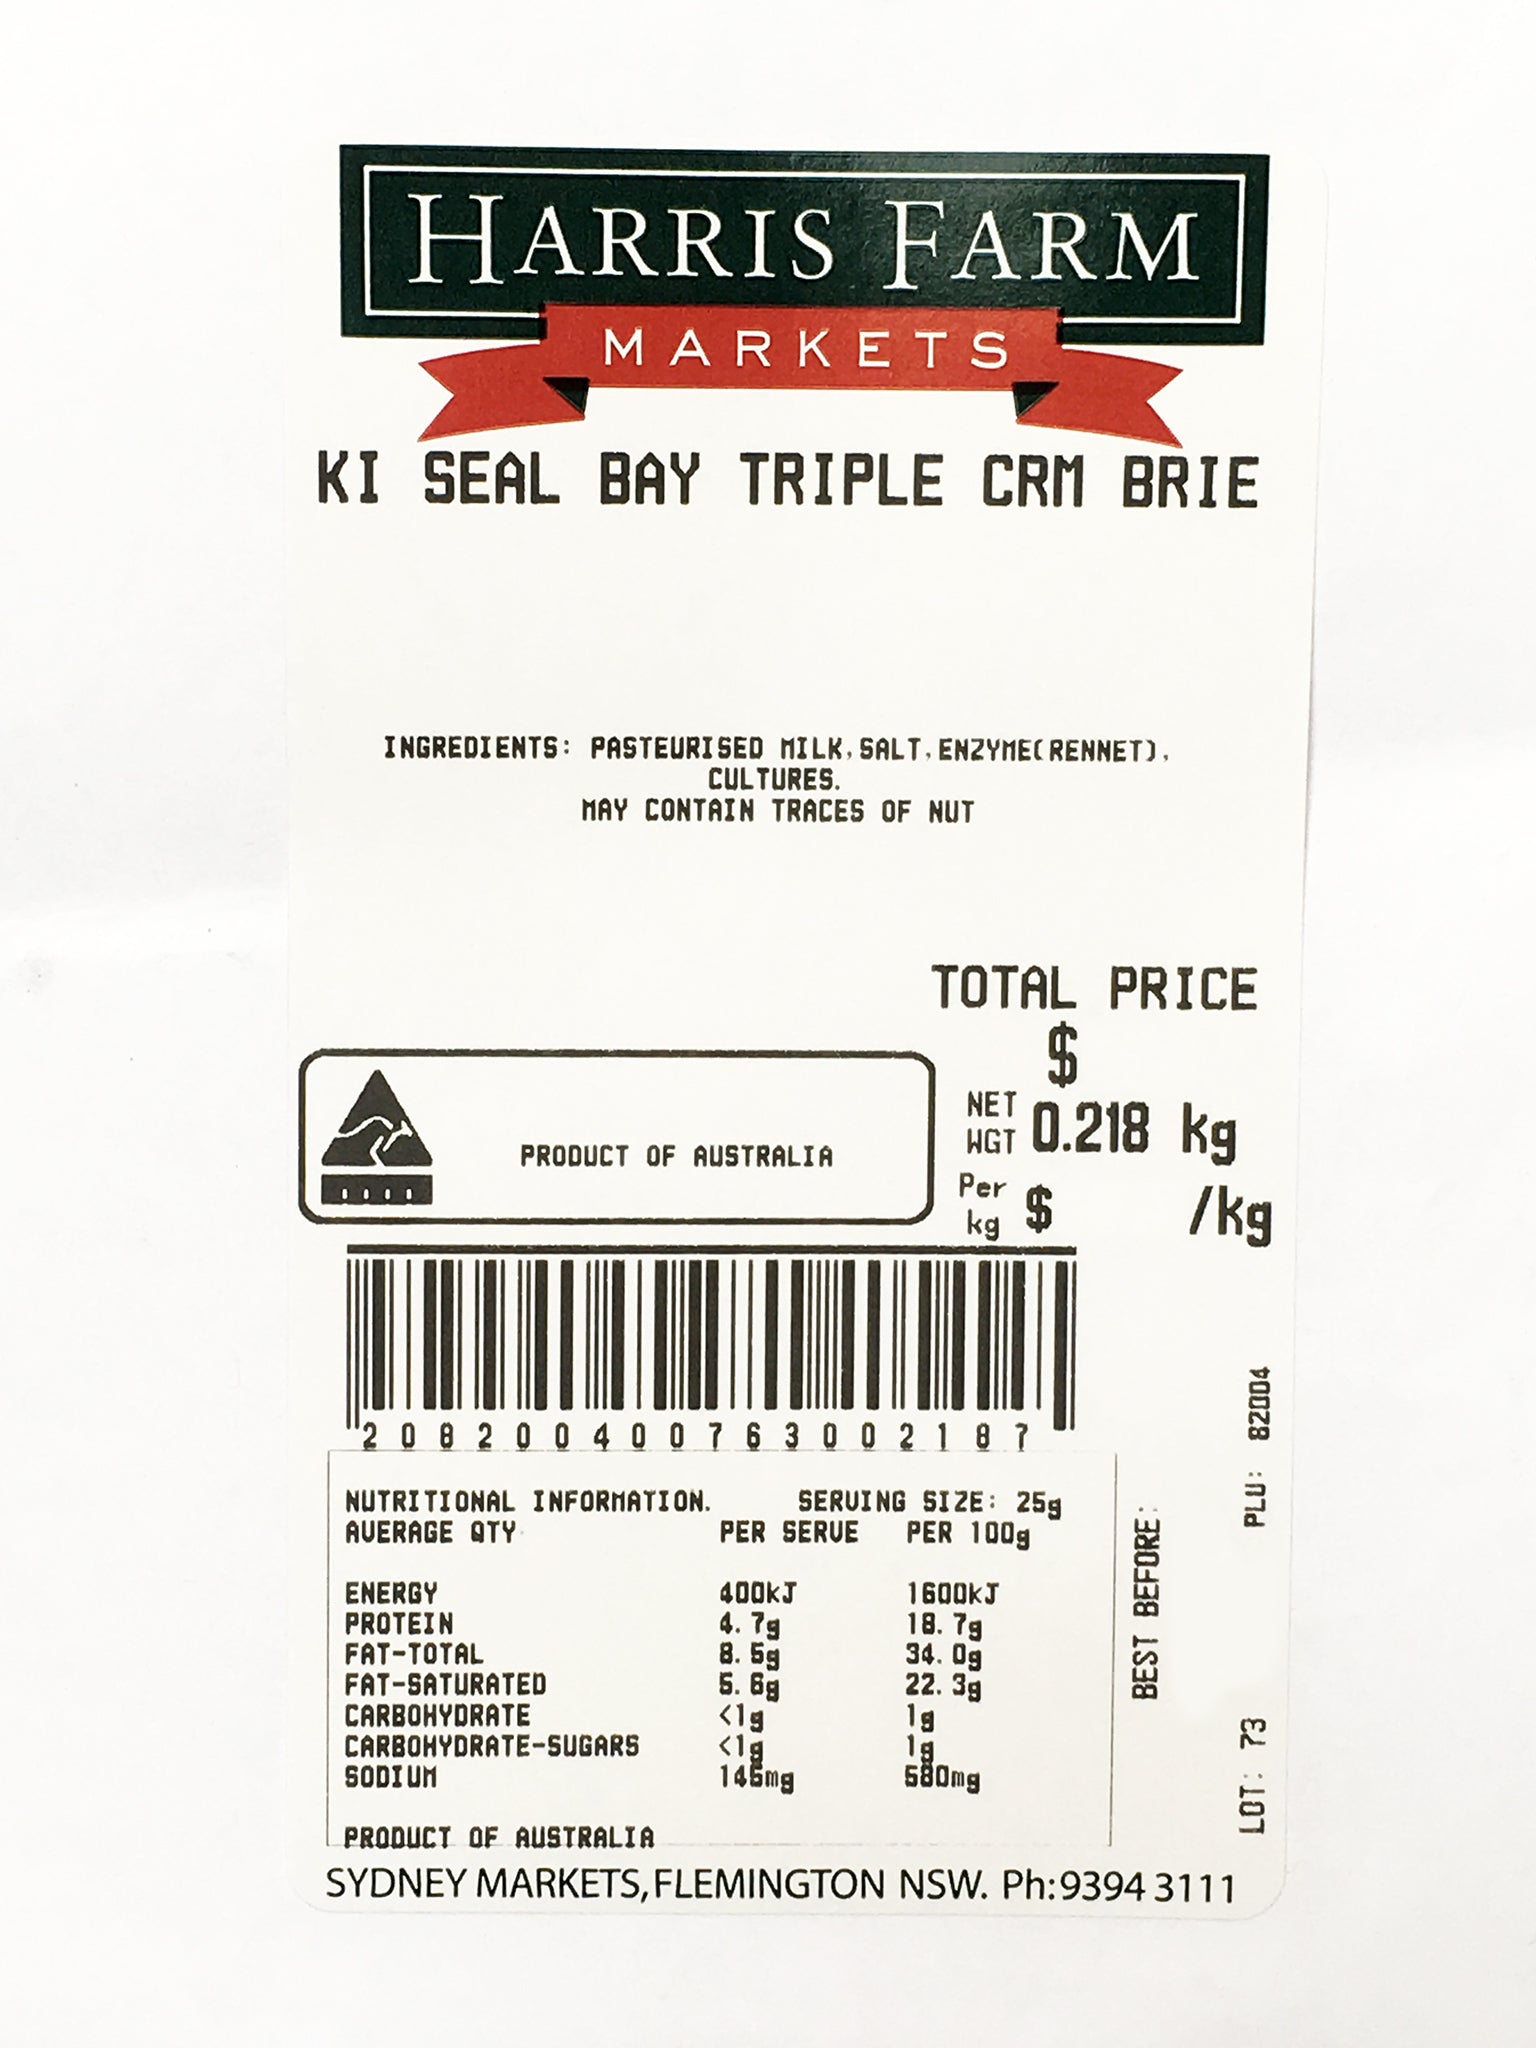 HARRIS FARM
MARKETS
KI SEAL BAY TRIPLE CRM BRIE
INGREDIENTS: PASTEURISED MILK,SALT,ENZYME(RENNET),
CULTURES.
MAY CONTAIN TRACES OF NUT
TOTAL PRICE
$
NET WGT 0.218 kg
Per kg $ /kg
PRODUCT OF AUSTRALIA
208200400763002187
NUTRITIONAL INFORMATION. SERVING SIZE: 25g
AVERAGE QTY PER SERVE PER 100g
ENERGY 400kJ 1600kJ
PROTEIN 4.7g 18.7g
FAT-TOTAL 8.5g 34.0g
FAT-SATURATED 5.6g 22.3g
CARBOHYDRATE <1g 1g
CARBOHYDRATE-SUGARS <1g 1g
SODIUM 145mg 580mg
PRODUCT OF AUSTRALIA
BEST BEFORE:
PLU: 82004
LOT: 73
SYDNEY MARKETS,FLEMINGTON NSW. Ph:9394 3111